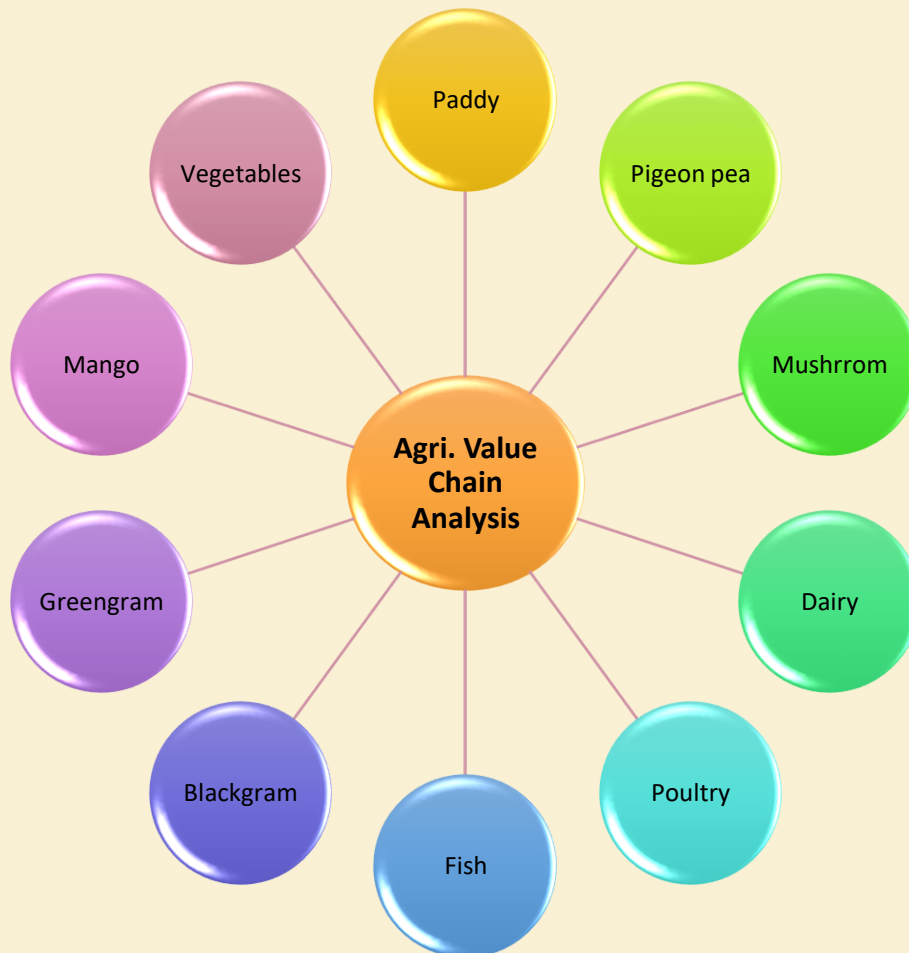 Paddy
Pigeon pea
Mushrrom
Dairy
Poultry
Fish
Blackgram
Greengram
Mango
Vegetables
Agri. Value
Chain
Analysis